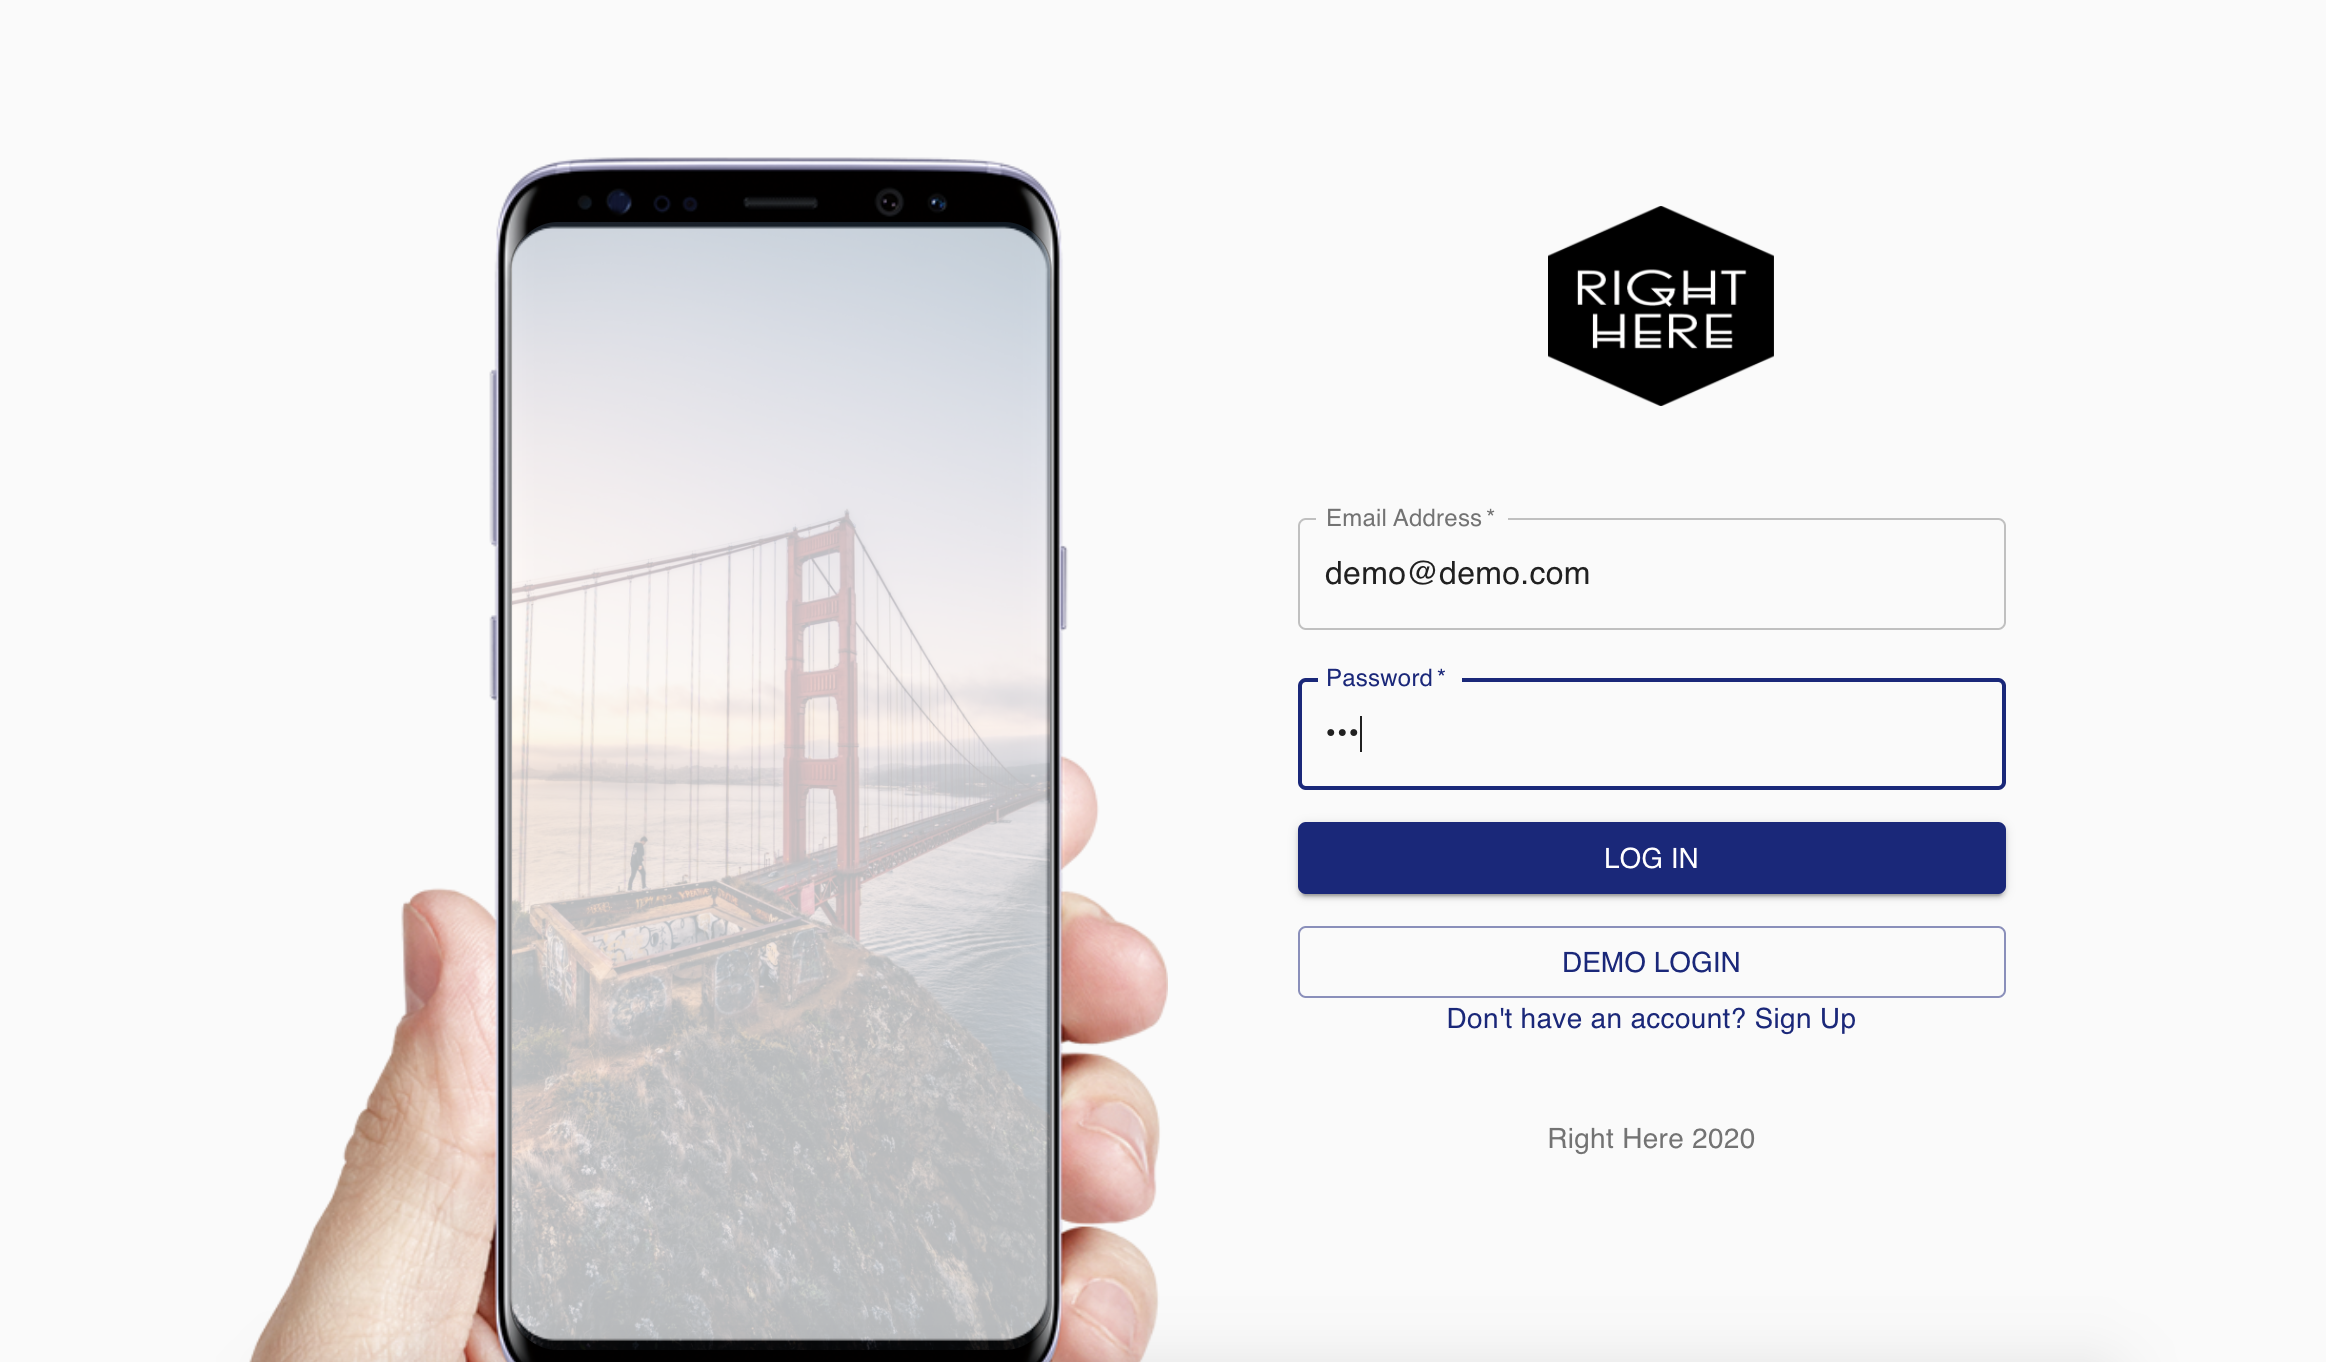 RIGHT
HERE
Email Address *
demo@demo.com
Password *
•••
LOG IN
DEMO LOGIN
Don't have an account? Sign Up
Right Here 2020